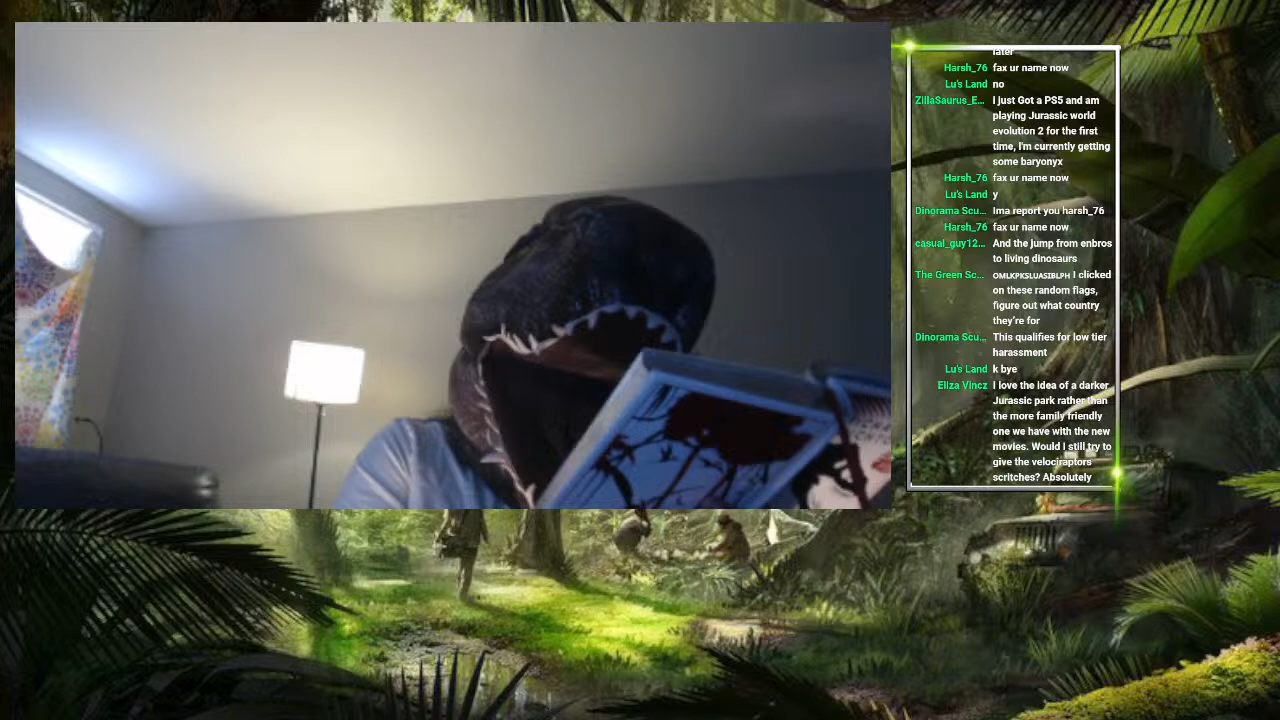 later
Harsh_76 fax ur name now
Lu's Land no
ZillaSaurus_E... I just Got a PS5 and am
playing Jurassic world
evolution 2 for the first
time, I'm currently getting
some baryonyx
Harsh_76 fax ur name now
Lu's Land y
Dinorama Scu... Ima report you harsh_76
Harsh_76 fax ur name now
casual_guy12... And the jump from enbros
to living dinosaurs
The Green Sc... ᴏᴍʟᴋᴘᴋsʟᴜᴀsɪʙʟᴘʜ I clicked
on these random flags,
figure out what country
they're for
Dinorama Scu... This qualifies for low tier
harassment
Lu's Land k bye
Eliza Vincz I love the idea of a darker
Jurassic park rather than
the more family friendly
one we have with the new
movies. Would I still try to
give the velociraptors
scritches? Absolutely